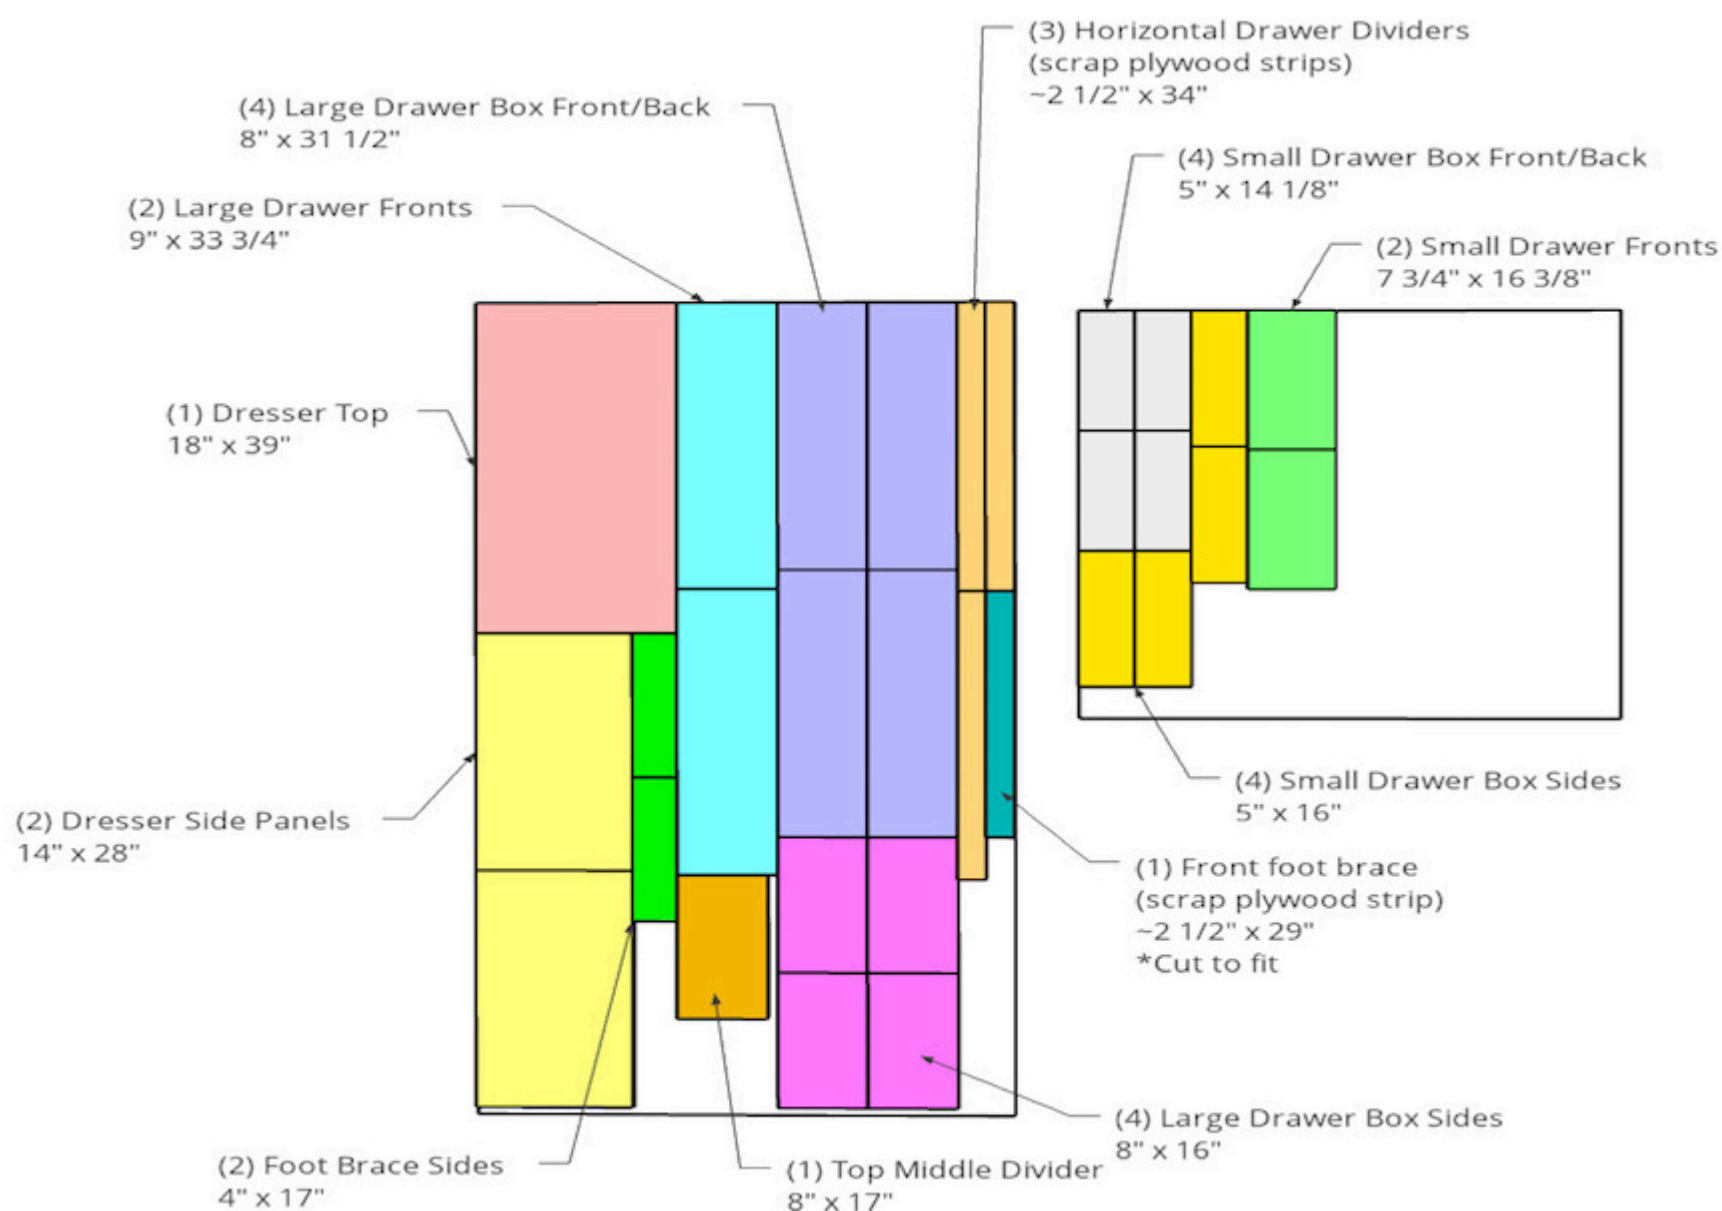 (3) Horizontal Drawer Dividers
(scrap plywood strips)
~2 1/2" x 34"
(4) Large Drawer Box Front/Back
8" x 31 1/2"
(4) Small Drawer Box Front/Back
5" x 14 1/8"
(2) Large Drawer Fronts
9" x 33 3/4"
(2) Small Drawer Fronts
7 3/4" x 16 3/8"
(1) Dresser Top
18" x 39"
(2) Dresser Side Panels
14" x 28"
(4) Small Drawer Box Sides
5" x 16"
(1) Front foot brace
(scrap plywood strip)
~2 1/2" x 29"
*Cut to fit
(4) Large Drawer Box Sides
8" x 16"
(2) Foot Brace Sides
4" x 17"
(1) Top Middle Divider
8" x 17"